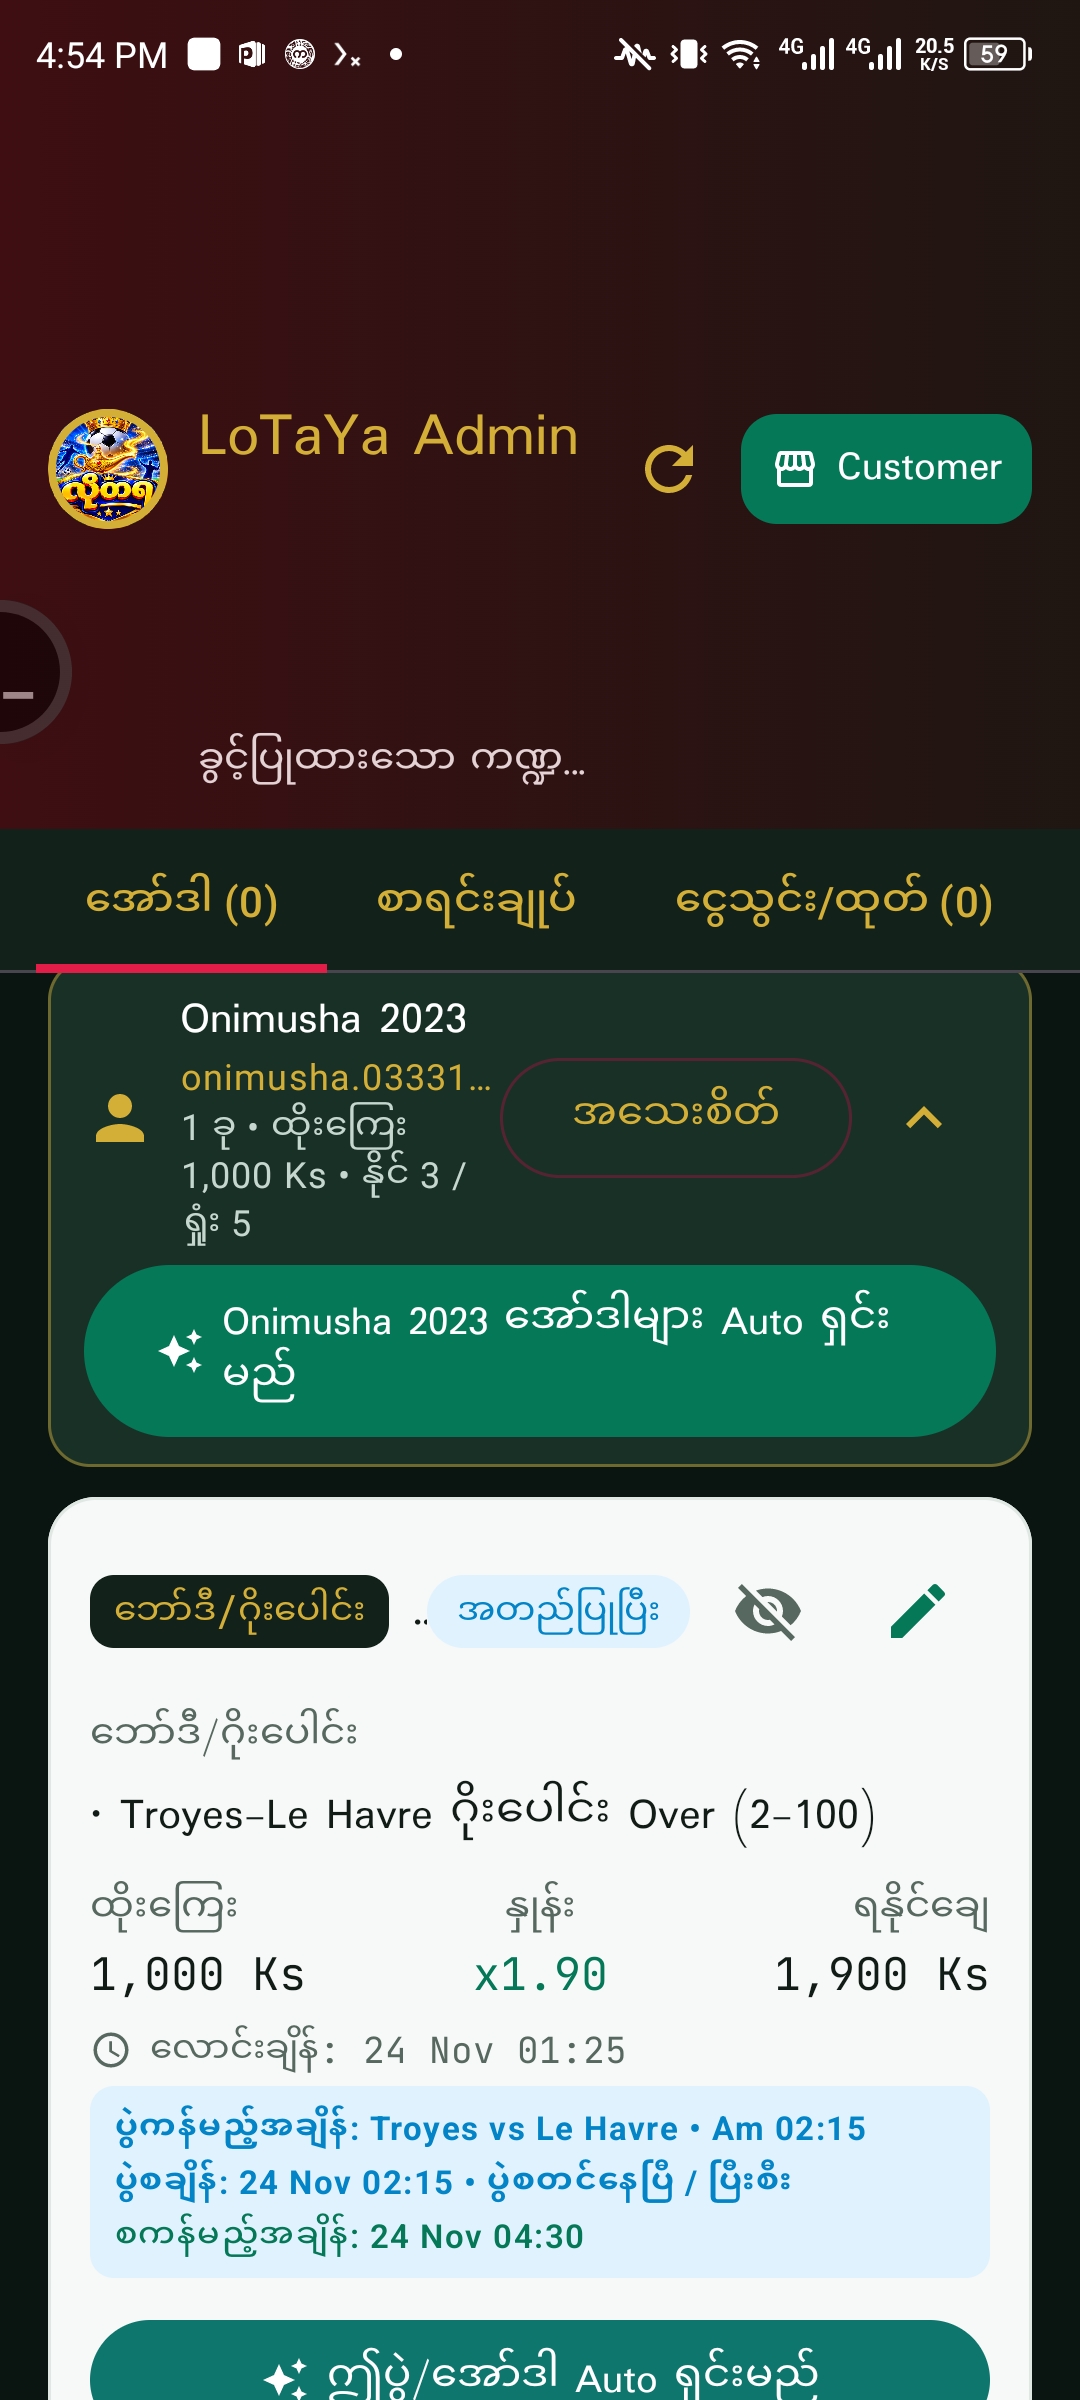 4:54 PM
4G 4G 20.5 K/S 59
LoTaYa Admin
Customer
လိုတရ
ခွင့်ပြုထားသော ကဏ္ဍ...
အော်ဒါ (0) စာရင်းချုပ် ငွေသွင်း/ထုတ် (0)
Onimusha 2023
onimusha.03331...
1 ခု • ထိုးကြေး
1,000 Ks • နိုင် 3 /
ရှုံး 5
အသေးစိတ်
Onimusha 2023 အော်ဒါများ Auto ရှင်း
မည်
ဘော်ဒီ/ဂိုးပေါင်း .. အတည်ပြုပြီး
ဘော်ဒီ/ဂိုးပေါင်း
• Troyes-Le Havre ဂိုးပေါင်း Over (2-100)
ထိုးကြေး နှုန်း ရနိုင်ချေ
1,000 Ks x1.90 1,900 Ks
လောင်းချိန်: 24 Nov 01:25
ပွဲကန်မည့်အချိန်: Troyes vs Le Havre • Am 02:15
ပွဲစချိန်: 24 Nov 02:15 • ပွဲစတင်နေပြီ / ပြီးစီး
စကန်မည့်အချိန်: 24 Nov 04:30
ဤပွဲ/အော်ဒါ Auto ရှင်းမည်